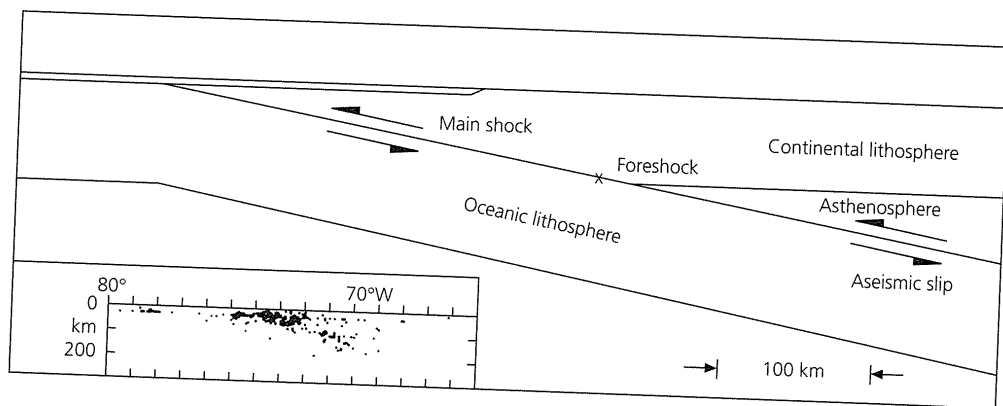 Main shock
Continental lithosphere
Foreshock
x
Oceanic lithosphere
Asthenosphere
Aseismic slip
80° 70°W
0
km
200
100 km